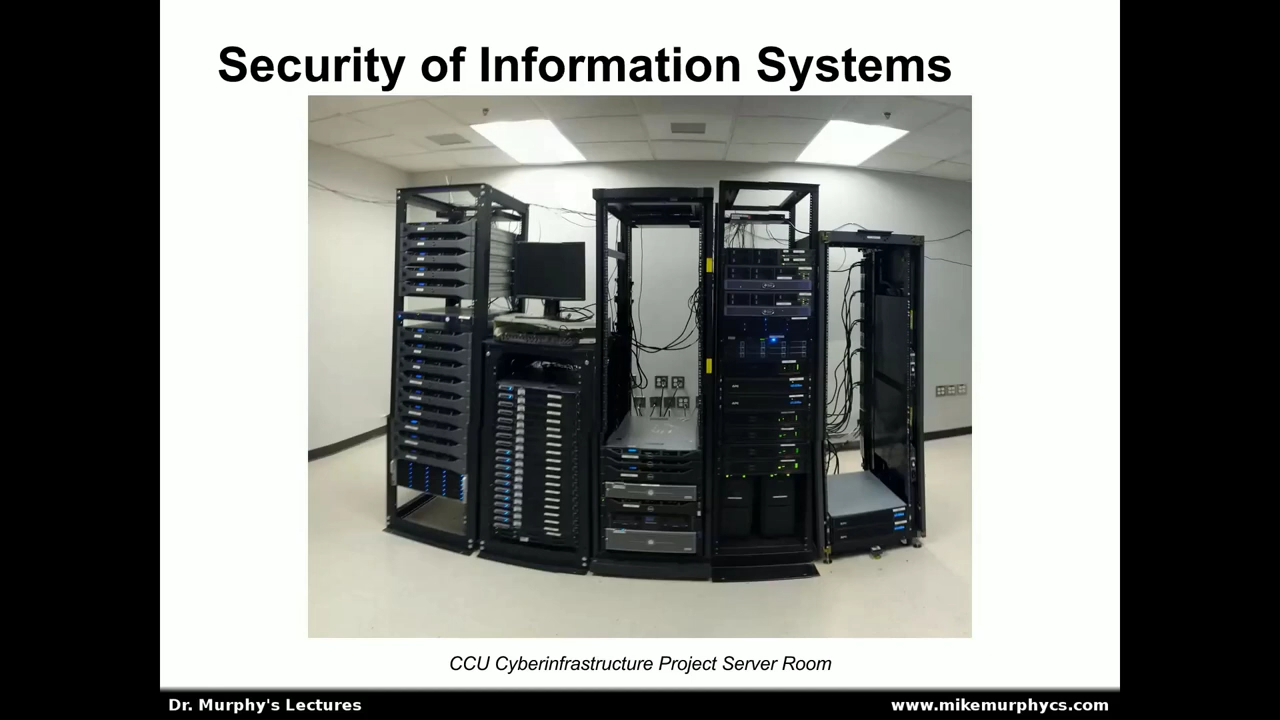 Security of Information Systems
CCU Cyberinfrastructure Project Server Room
Dr. Murphy's Lectures
www.mikemurphycs.com